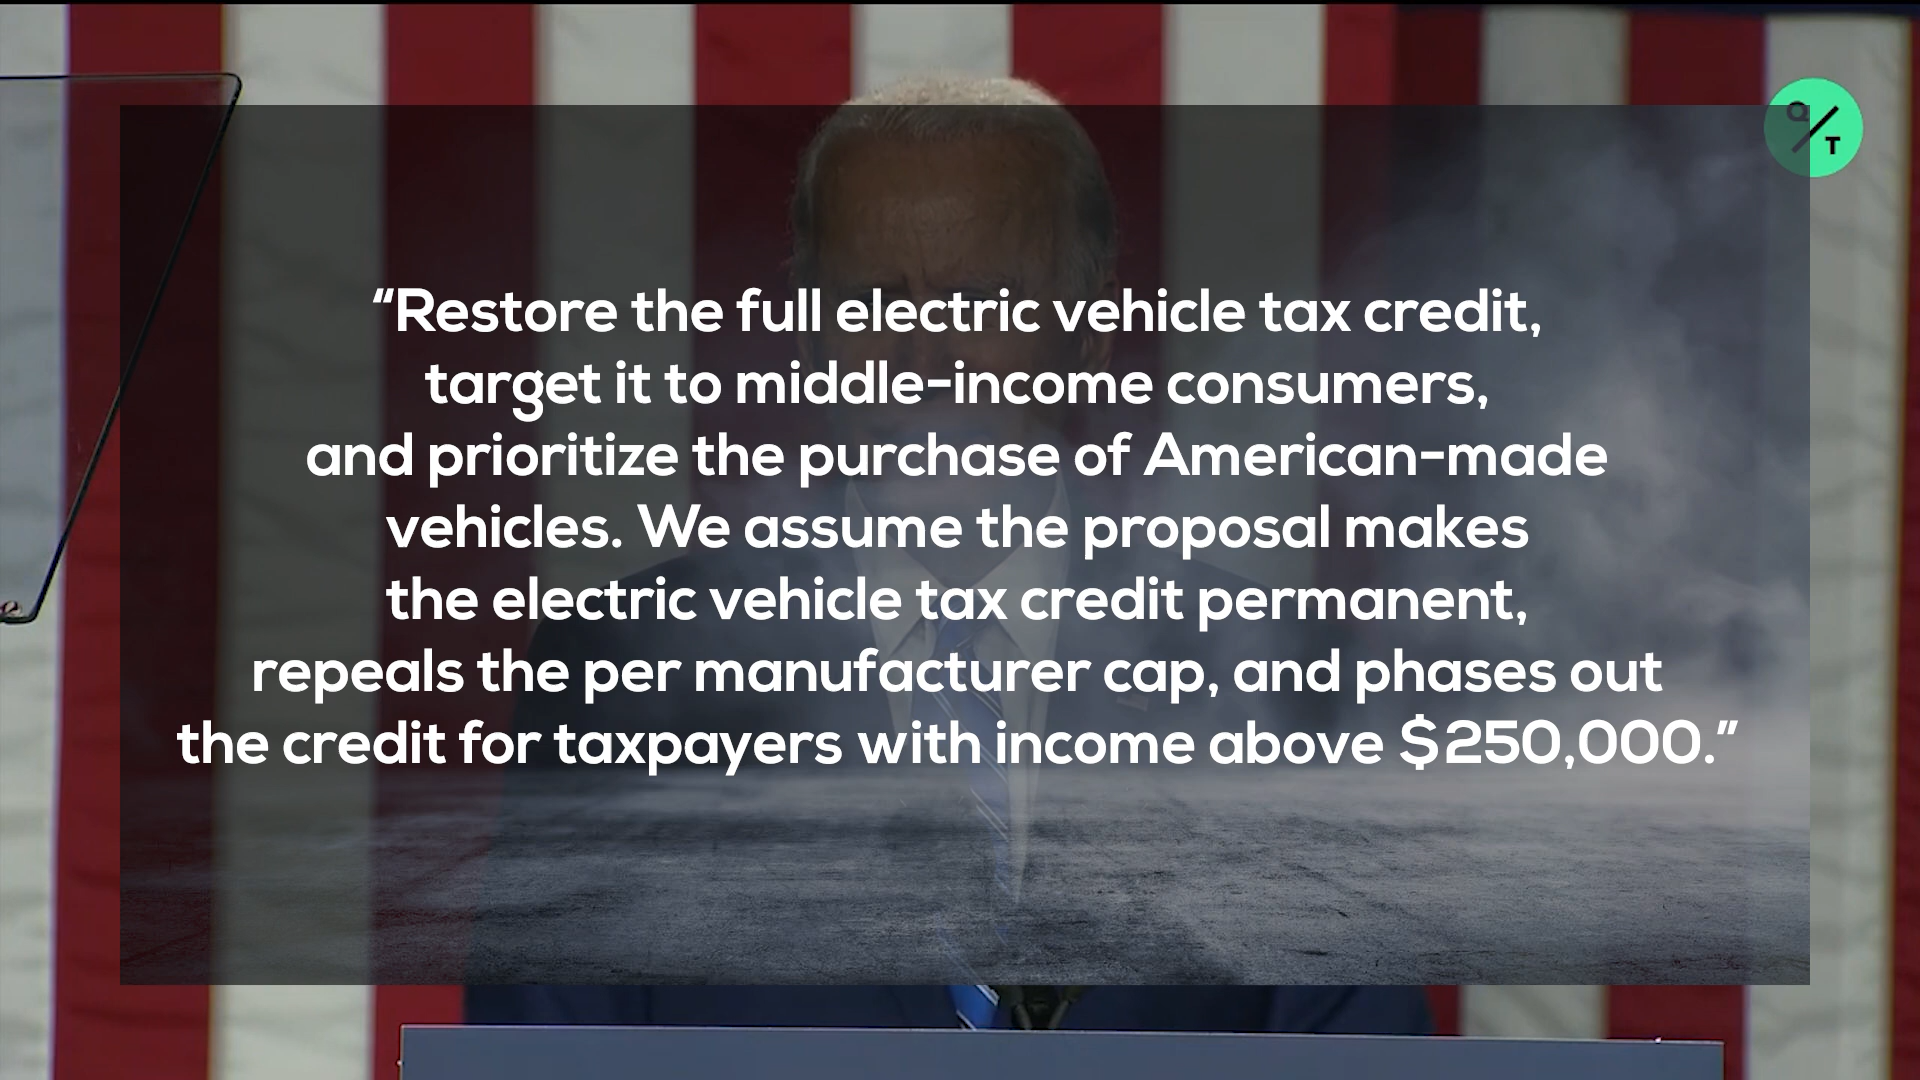 Q
T
“Restore the full electric vehicle tax credit,
target it to middle-income consumers,
and prioritize the purchase of American-made
vehicles. We assume the proposal makes
the electric vehicle tax credit permanent,
repeals the per manufacturer cap, and phases out
the credit for taxpayers with income above $250,000.”